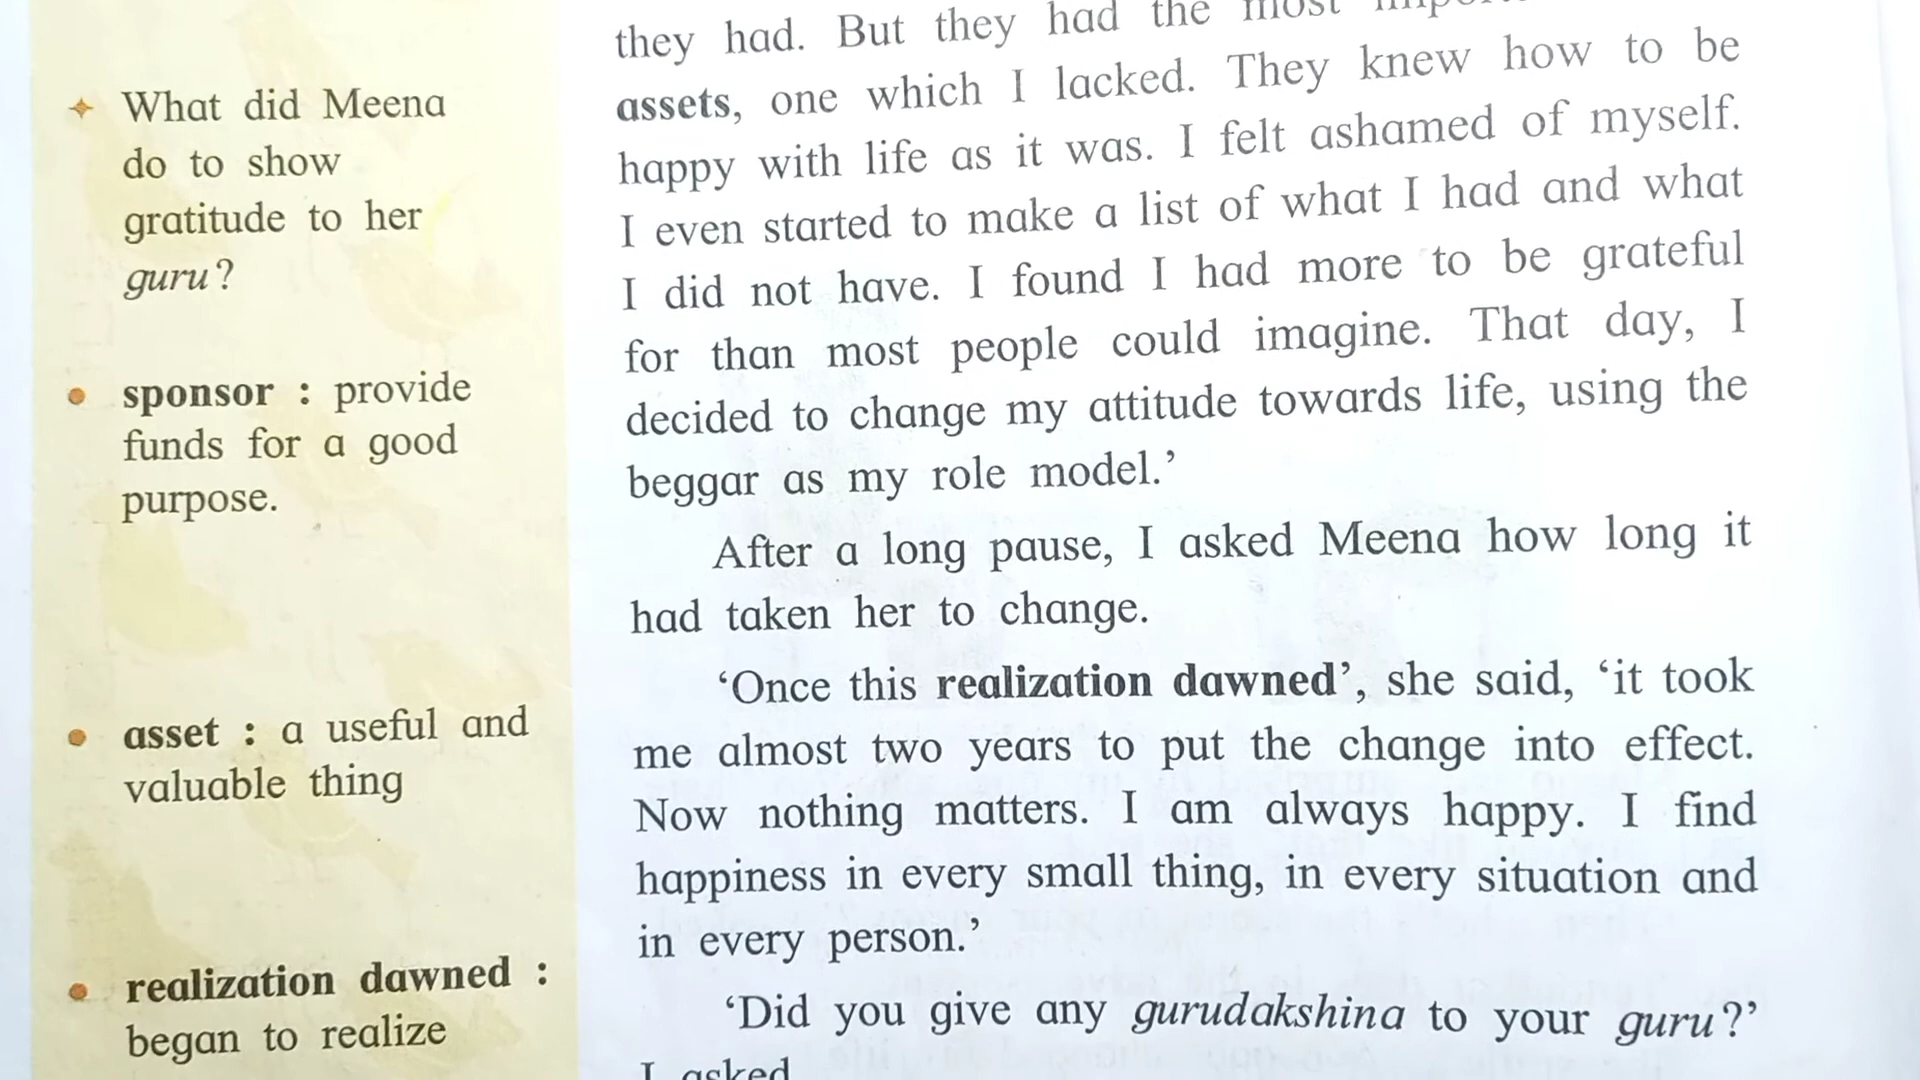 What did Meena
do to show
gratitude to her
guru?
sponsor : provide
funds for a good
purpose.
asset : a useful and
valuable thing
realization dawned :
began to realize
they had. But they had the most
assets, one which I lacked. They knew how to be
happy with life as it was. I felt ashamed of myself.
I even started to make a list of what I had and what
I did not have. I found I had more to be grateful
for than most people could imagine. That day, I
decided to change my attitude towards life, using the
beggar as my role model.’
After a long pause, I asked Meena how long it
had taken her to change.
‘Once this realization dawned’, she said, ‘it took
me almost two years to put the change into effect.
Now nothing matters. I am always happy. I find
happiness in every small thing, in every situation and
in every person.’
‘Did you give any gurudakshina to your guru?’
I asked